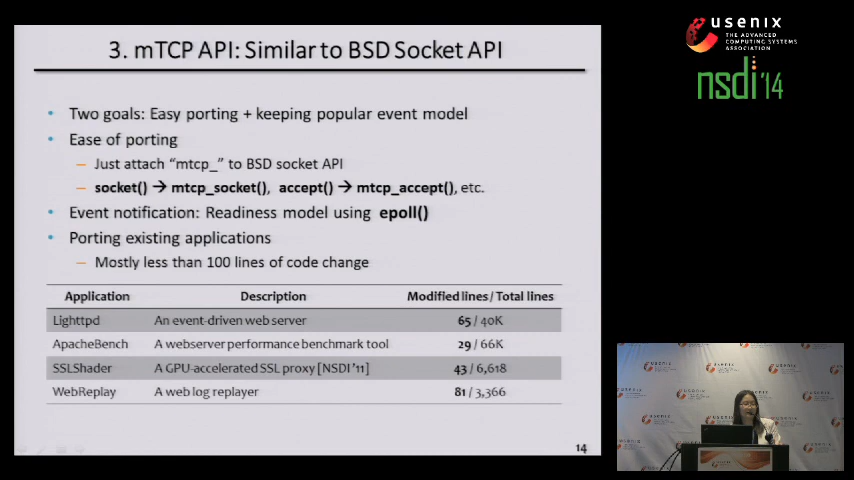 3. mTCP API: Similar to BSD Socket API
Two goals: Easy porting + keeping popular event model
Ease of porting
Just attach “mtcp_” to BSD socket API
socket() → mtcp_socket(), accept() → mtcp_accept(), etc.
Event notification: Readiness model using epoll()
Porting existing applications
Mostly less than 100 lines of code change
Application Description Modified lines / Total lines
Lighttpd An event-driven web server 65 / 40K
ApacheBench A webserver performance benchmark tool 29 / 66K
SSLShader A GPU-accelerated SSL proxy [NSDI ’11] 43 / 6,618
WebReplay A web log replayer 81 / 3,366
14
usenix
THE ADVANCED
COMPUTING SYSTEMS
ASSOCIATION
nsdi '14
usenix
usenix
usenix
usenix